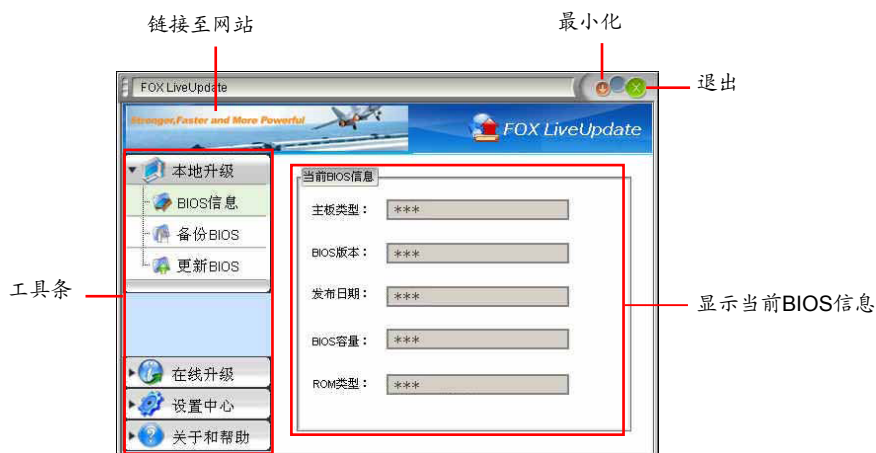 链接至网站
最小化
退出
FOX LiveUpdate
Stronger,Faster and More Powerful
FOX LiveUpdate
本地升级
BIOS信息
备份BIOS
更新BIOS
工具条
在线升级
设置中心
关于和帮助
当前BIOS信息
主板类型： ***
BIOS版本： ***
发布日期： ***
BIOS容量： ***
ROM类型： ***
显示当前BIOS信息